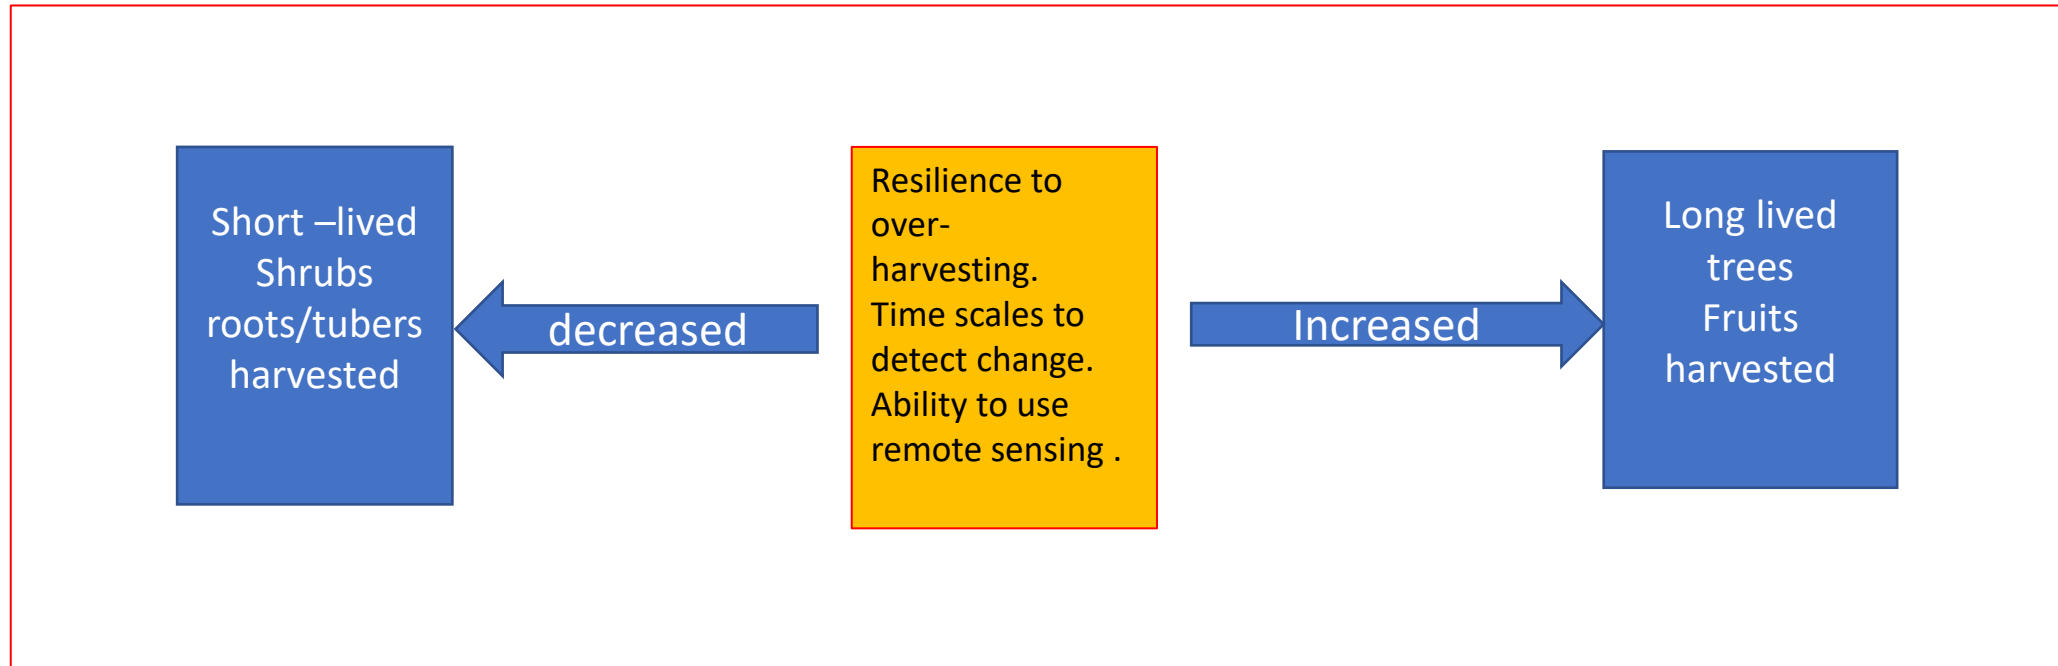 Short –lived
Shrubs
roots/tubers
harvested
decreased
Resilience to
over-
harvesting.
Time scales to
detect change.
Ability to use
remote sensing .
Increased
Long lived
trees
Fruits
harvested